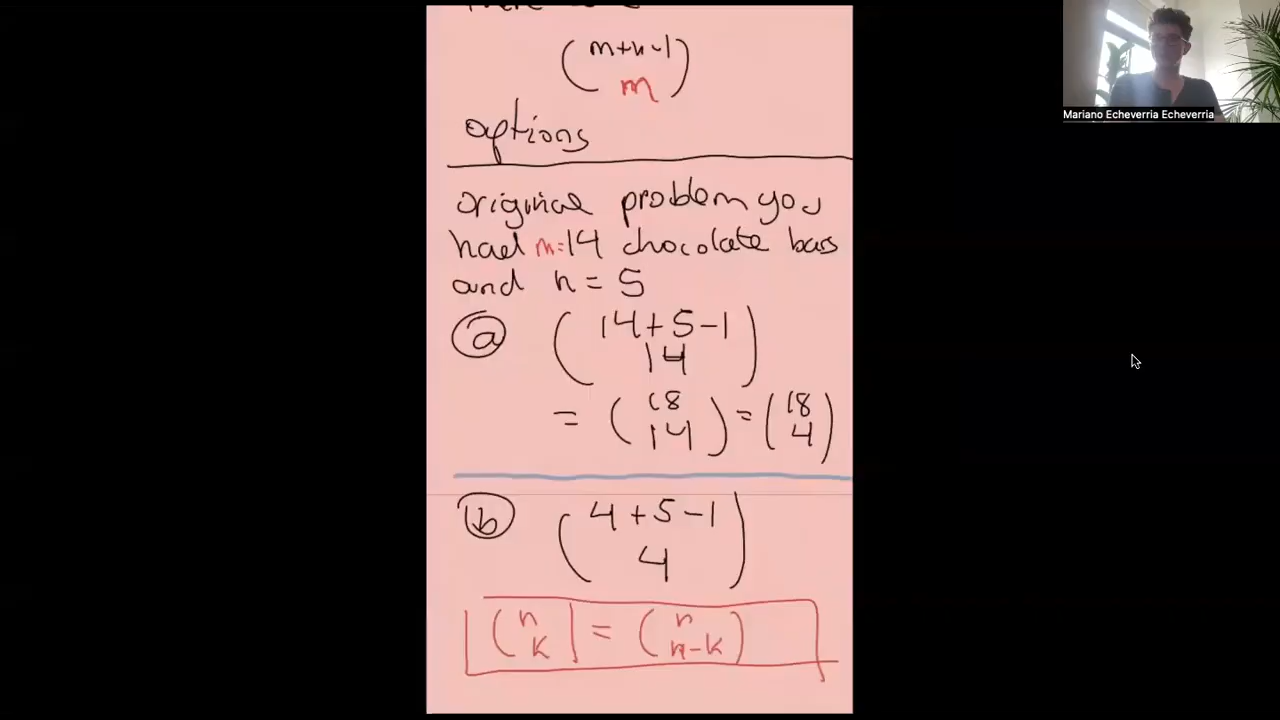 (m+n-1
m)
options
original problem you
had m=14 chocolate bars
and n = 5
a (14+5-1
14)
= (18
14) = (18
4)
b (4+5-1
4)
(n
k) = (n
n-k)
Mariano Echeverria Echeverria